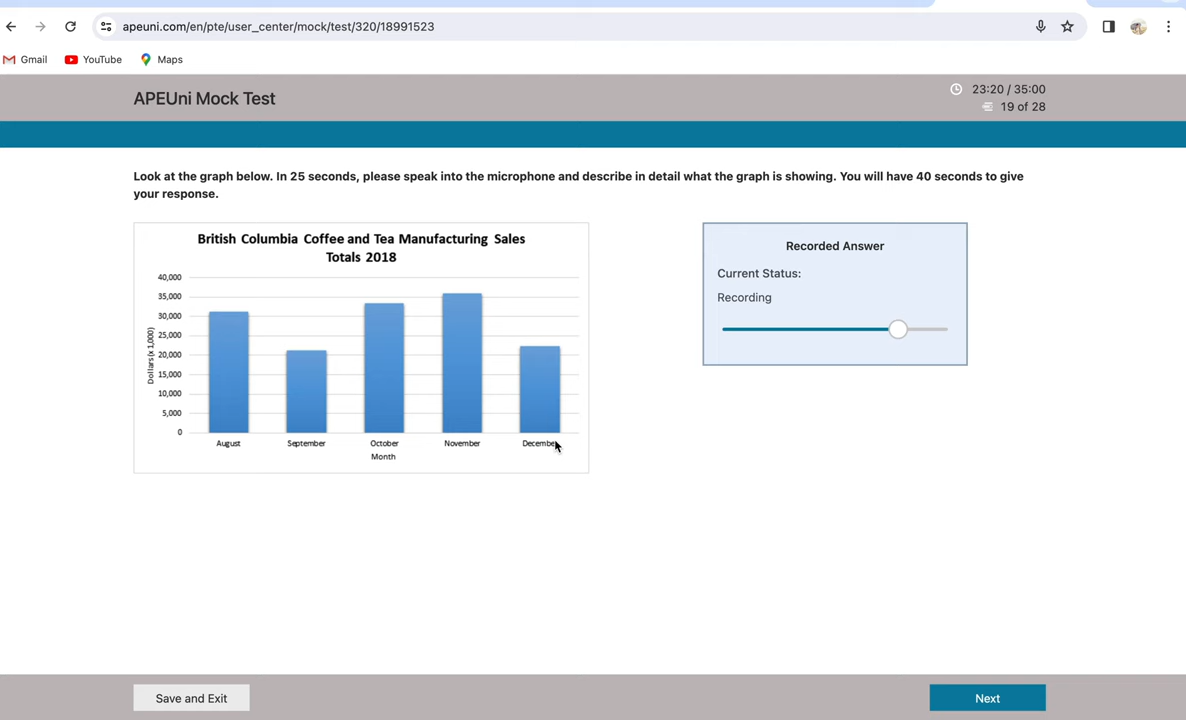 apeuni.com/en/pte/user_center/mock/test/320/18991523
Gmail YouTube Maps
APEUni Mock Test
23:20 / 35:00
19 of 28
Look at the graph below. In 25 seconds, please speak into the microphone and describe in detail what the graph is showing. You will have 40 seconds to give
your response.
British Columbia Coffee and Tea Manufacturing Sales
Totals 2018
40,000
35,000
30,000
25,000
20,000
15,000
10,000
5,000
0
Dollars (x 1,000)
August September October November December
Month
Recorded Answer
Current Status:
Recording
Save and Exit
Next